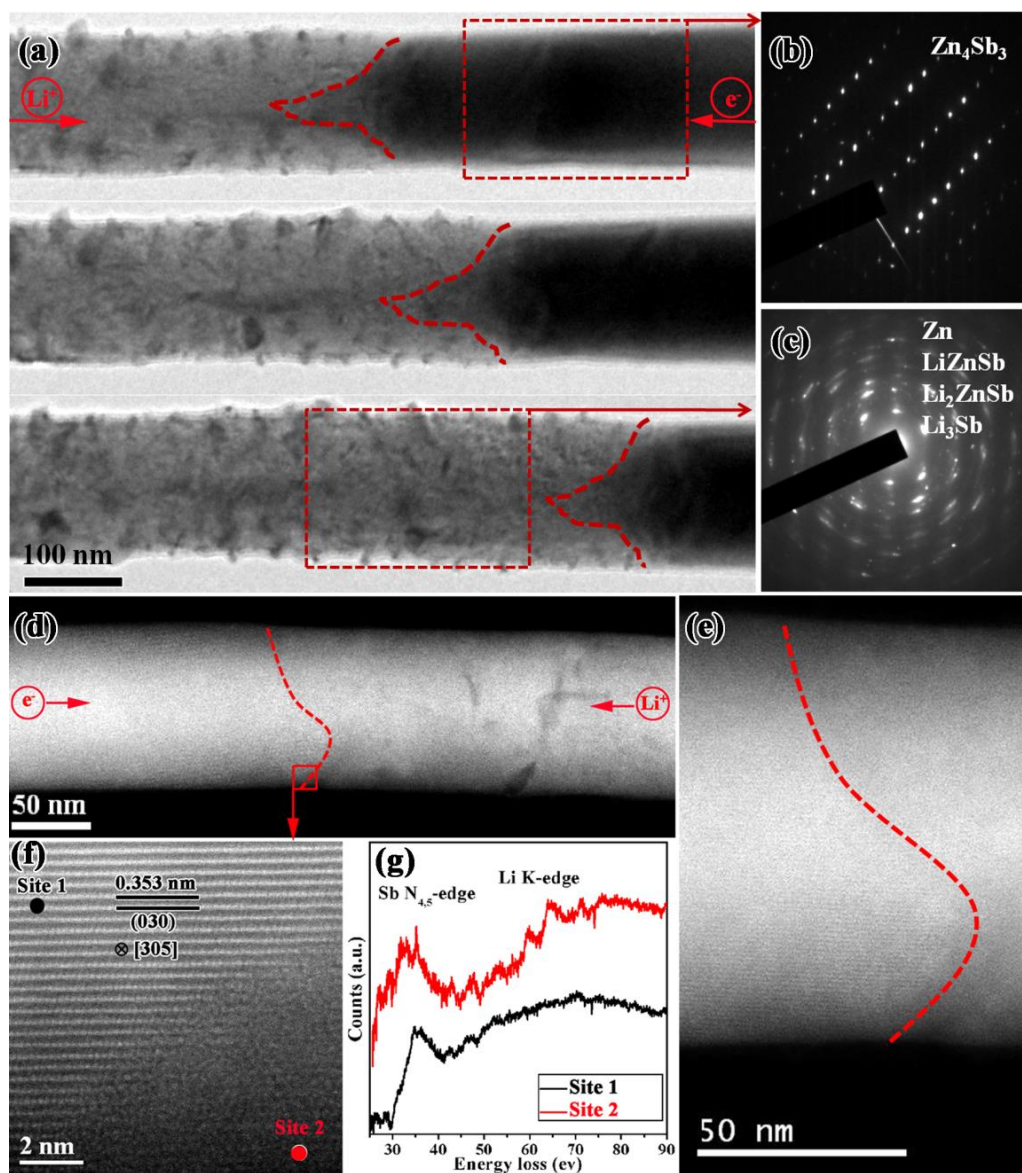 (a)
Li⁺
e⁻
100 nm
(b)
Zn₄Sb₃
(c)
Zn
LiZnSb
Li₂ZnSb
Li₃Sb
(d)
e⁻
Li⁺
50 nm
(e)
50 nm
(f)
Site 1
0.353 nm
(030)
⊗ [305]
Site 2
2 nm
(g)
Sb N₄,₅-edge
Li K-edge
Counts (a.u.)
Site 1
Site 2
30 40 50 60 70 80 90
Energy loss (ev)